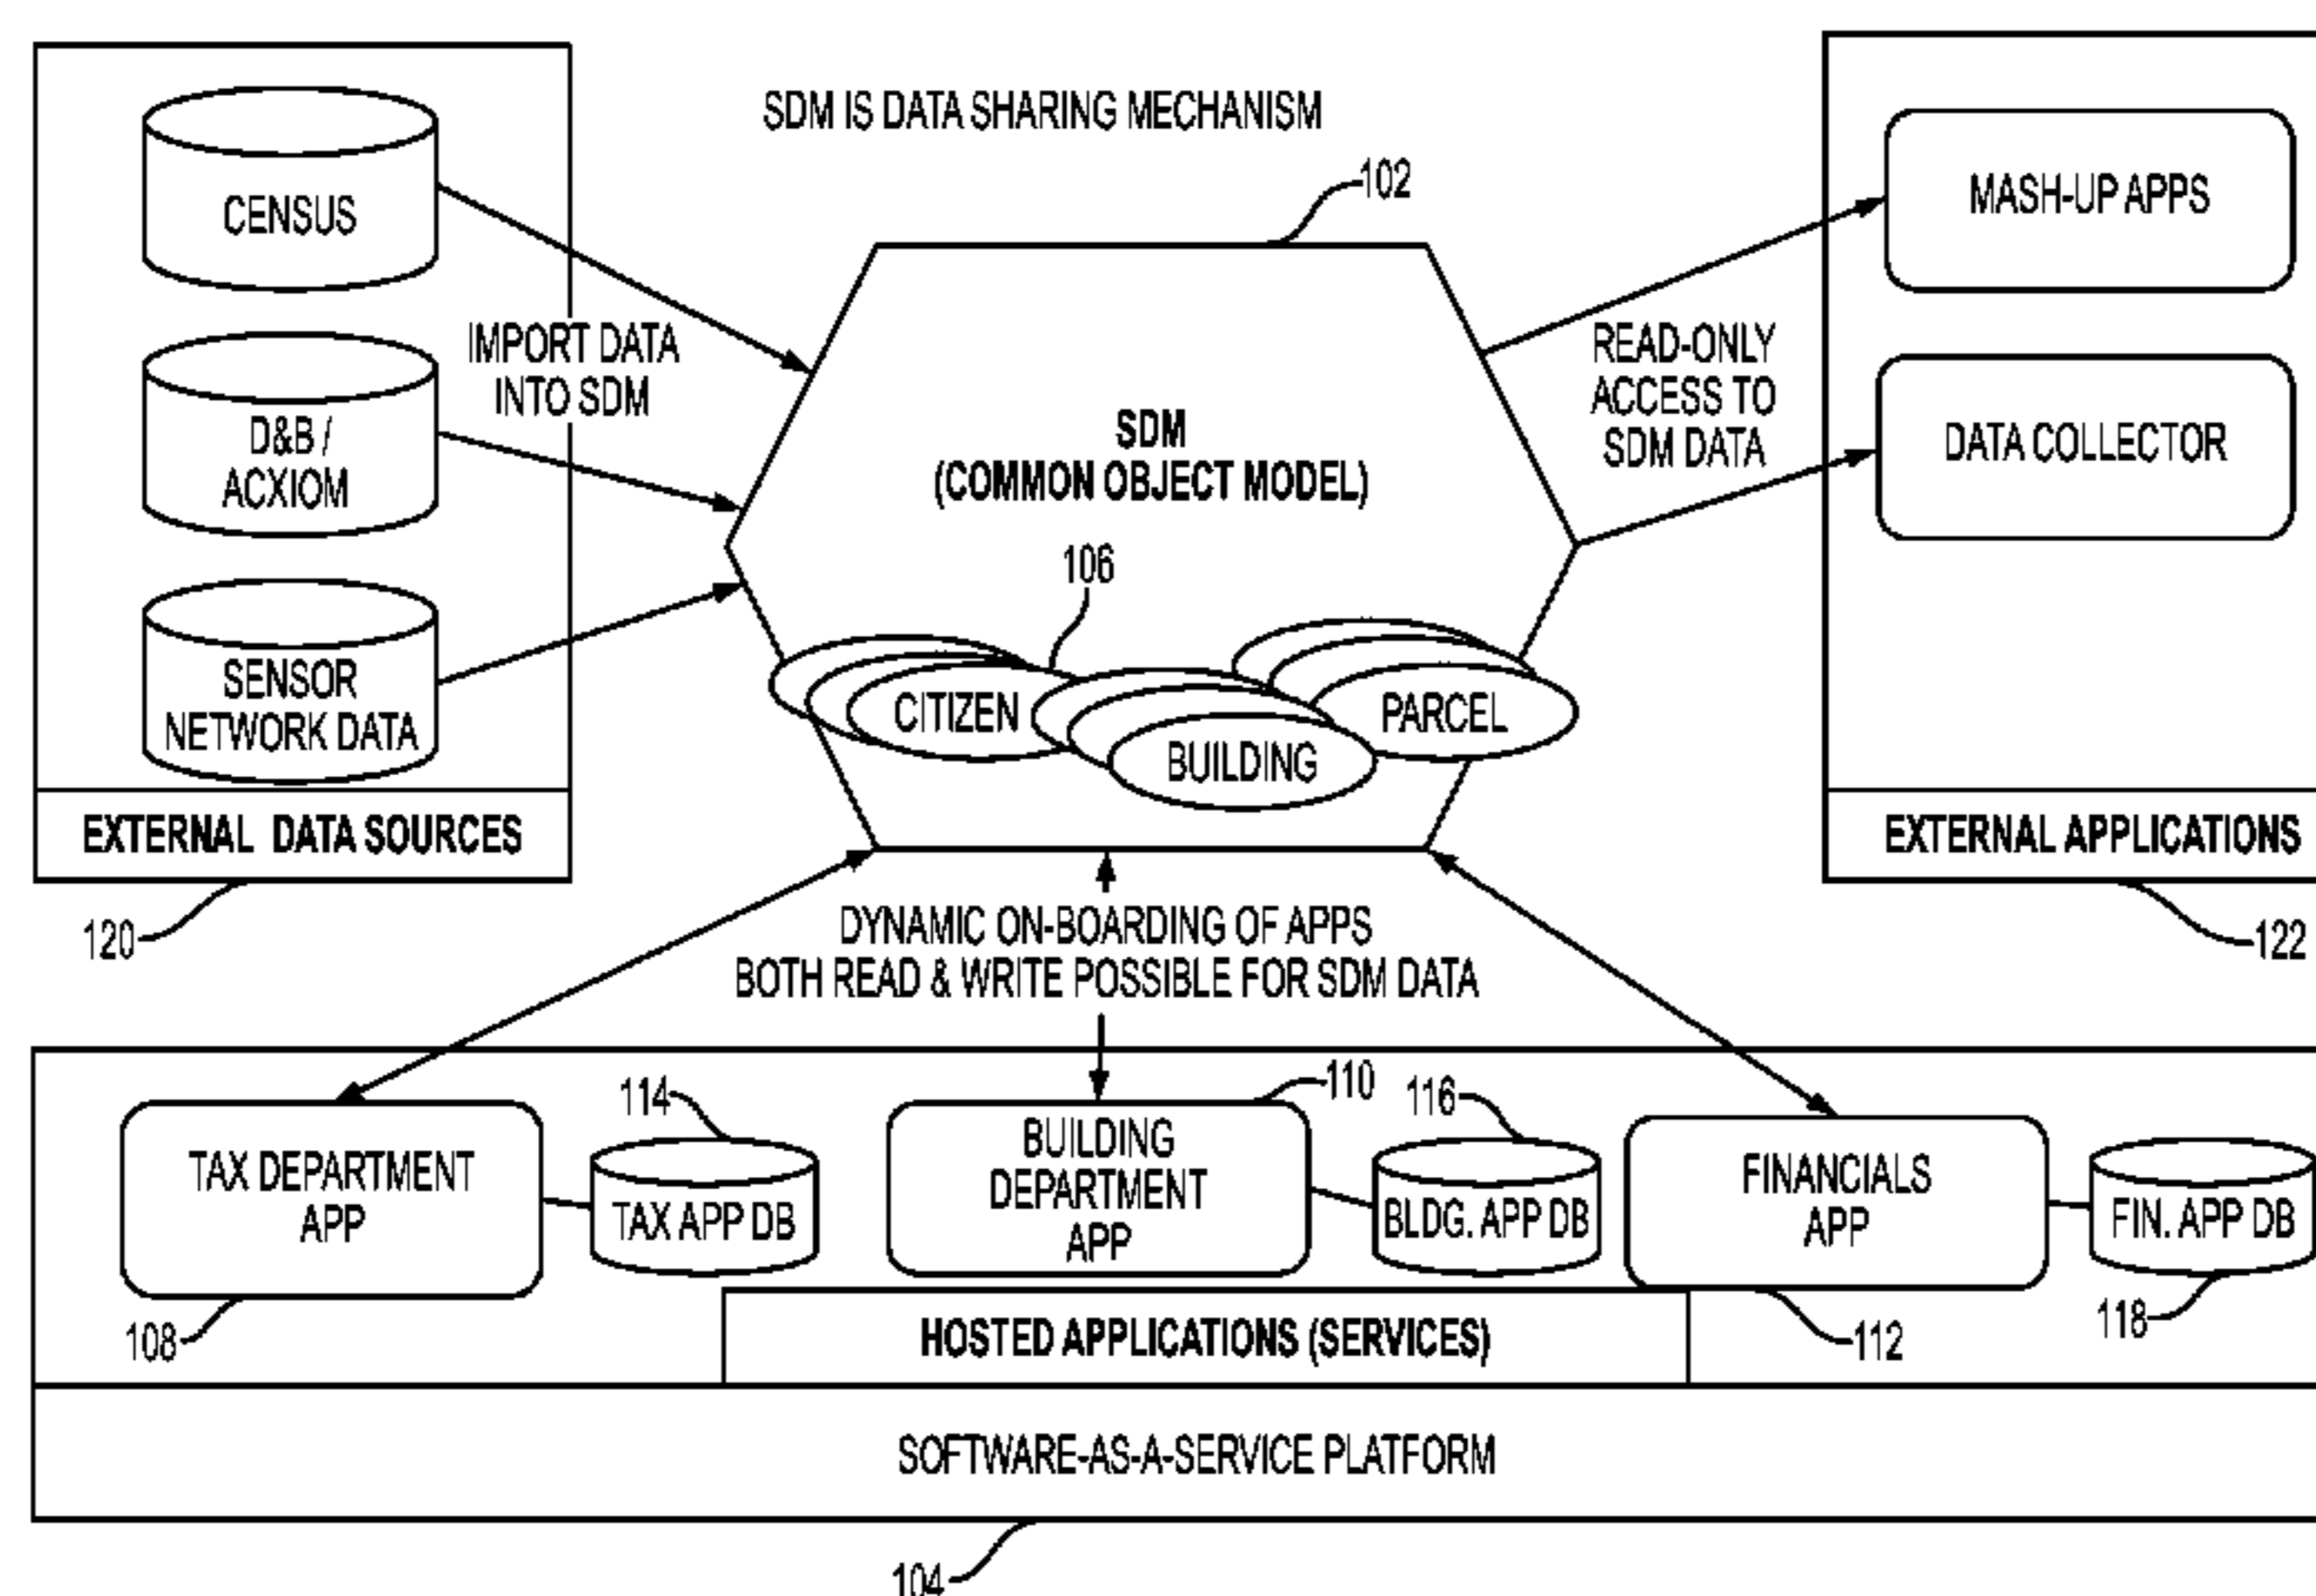 SDM IS DATA SHARING MECHANISM
102
CENSUS
D&B /
ACXIOM
SENSOR
NETWORK DATA
EXTERNAL DATA SOURCES
120
IMPORT DATA
INTO SDM
SDM
(COMMON OBJECT MODEL)
106
CITIZEN
BUILDING
PARCEL
READ-ONLY
ACCESS TO
SDM DATA
MASH-UP APPS
DATA COLLECTOR
EXTERNAL APPLICATIONS
122
DYNAMIC ON-BOARDING OF APPS
BOTH READ & WRITE POSSIBLE FOR SDM DATA
TAX DEPARTMENT
APP
108
114
TAX APP DB
BUILDING
DEPARTMENT
APP
110
116
BLDG. APP DB
FINANCIALS
APP
112
FIN. APP DB
118
HOSTED APPLICATIONS (SERVICES)
SOFTWARE-AS-A-SERVICE PLATFORM
104